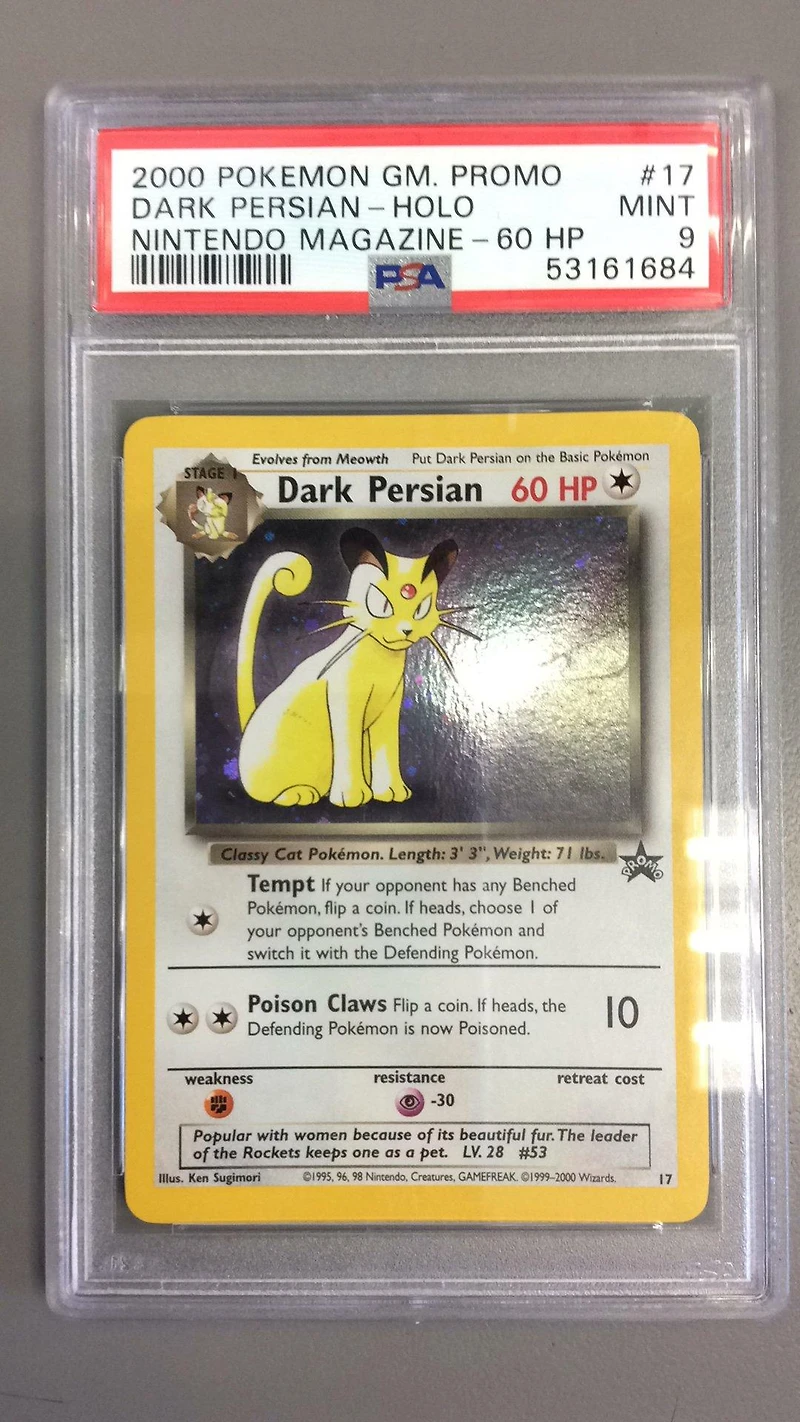 2000 POKEMON GM. PROMO #17
DARK PERSIAN - HOLO MINT
NINTENDO MAGAZINE - 60 HP 9
PSA 53161684
Evolves from Meowth Put Dark Persian on the Basic Pokémon
STAGE 1
Dark Persian 60 HP
Classy Cat Pokémon. Length: 3' 3", Weight: 71 lbs.
PROMO
Tempt If your opponent has any Benched
Pokémon, flip a coin. If heads, choose 1 of
your opponent's Benched Pokémon and
switch it with the Defending Pokémon.
Poison Claws Flip a coin. If heads, the 10
Defending Pokémon is now Poisoned.
weakness resistance retreat cost
-30
Popular with women because of its beautiful fur. The leader
of the Rockets keeps one as a pet. LV. 28 #53
Illus. Ken Sugimori ©1995, 96, 98 Nintendo, Creatures, GAMEFREAK. ©1999-2000 Wizards. 17